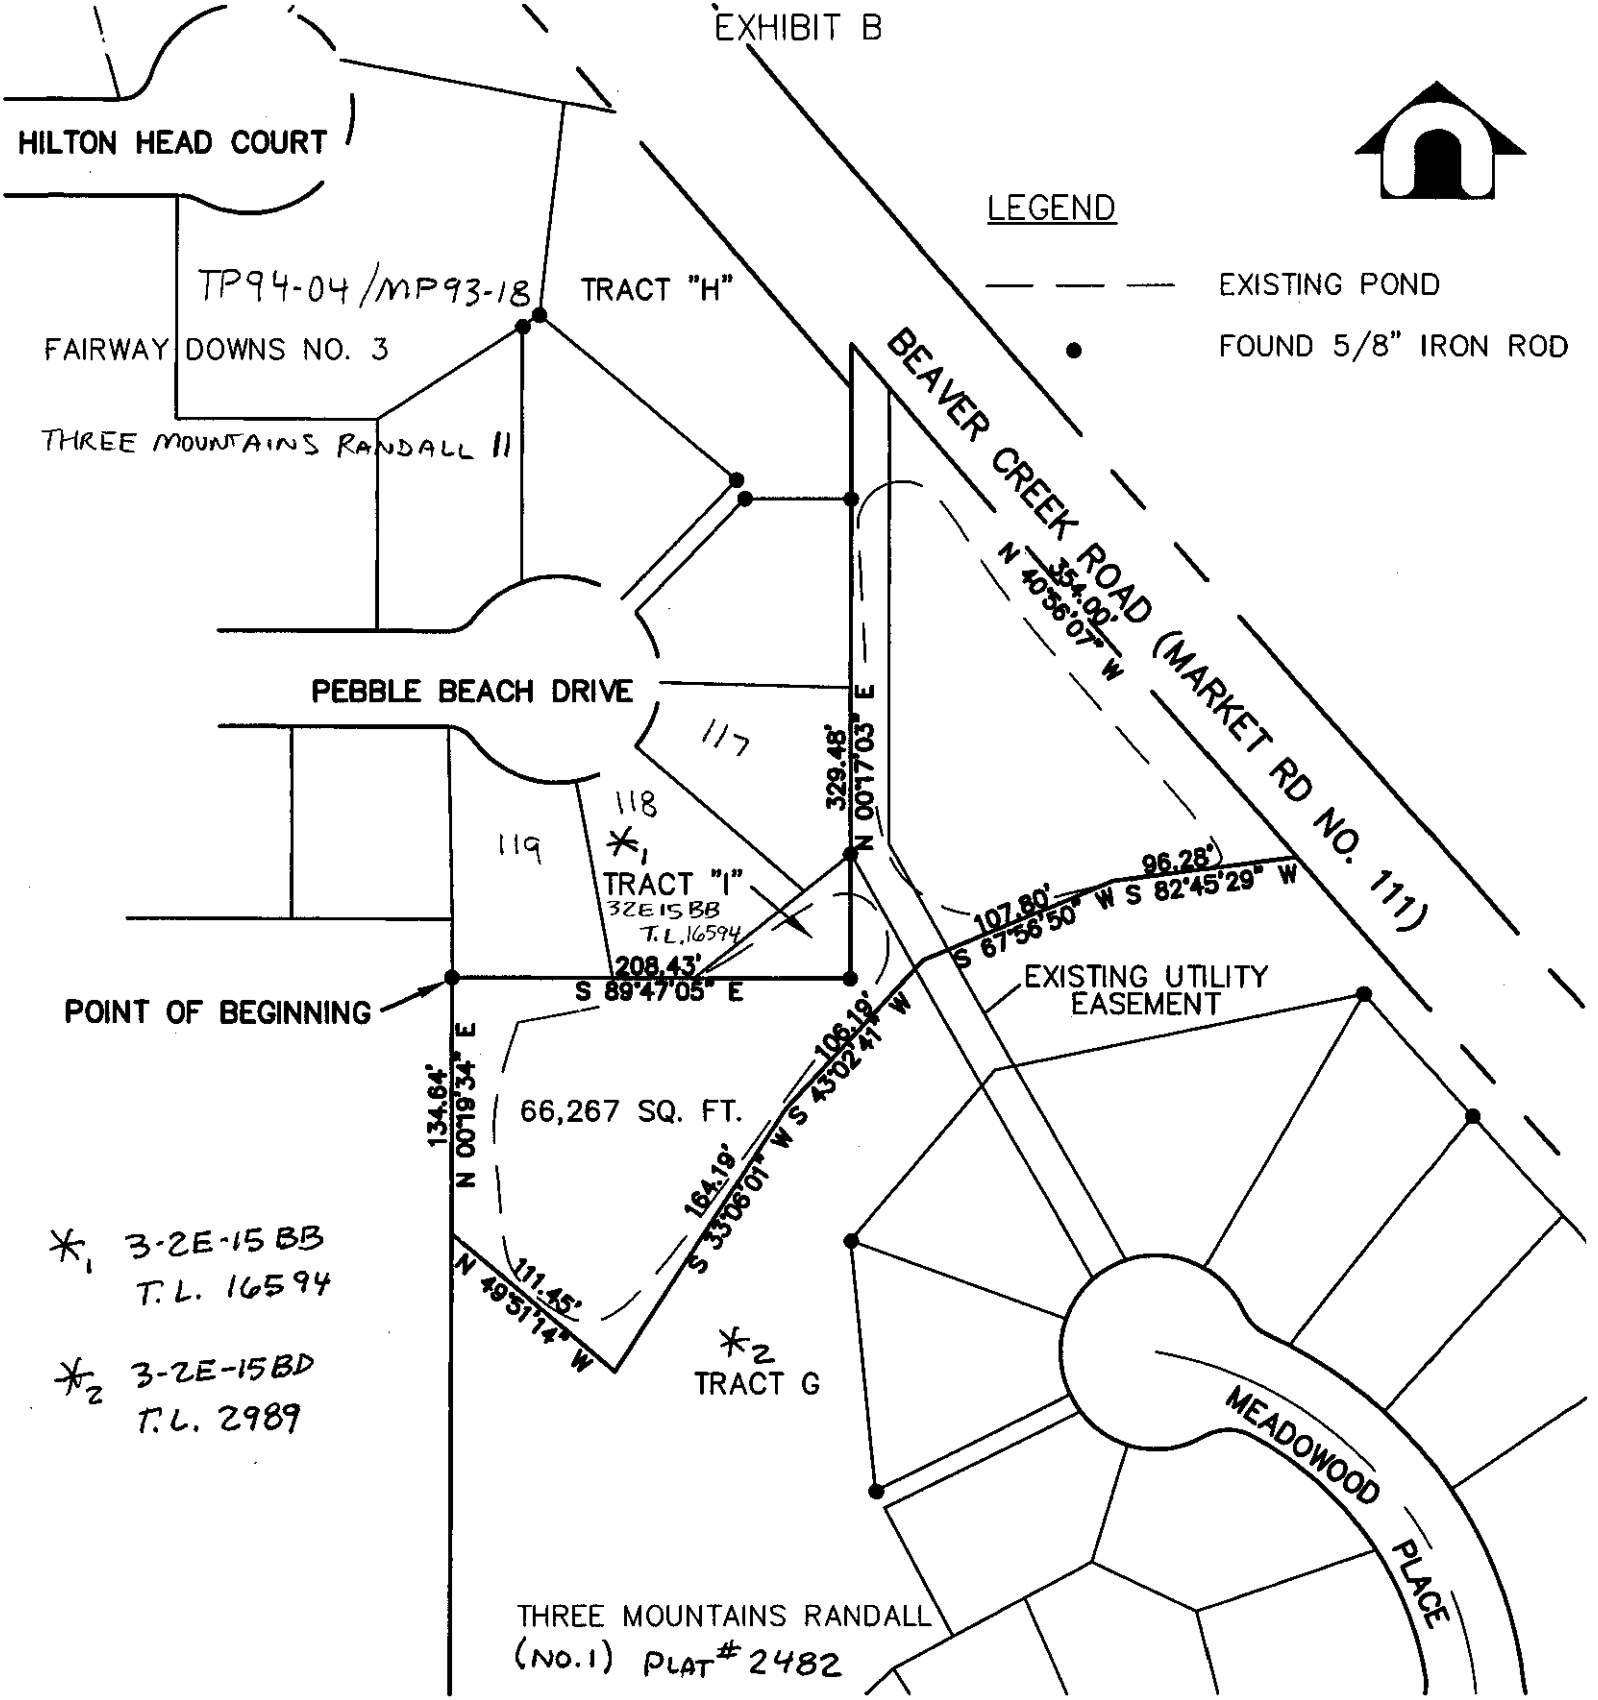 EXHIBIT B
HILTON HEAD COURT
LEGEND
EXISTING POND
FOUND 5/8" IRON ROD
TP94-04/MP93-18
TRACT "H"
FAIRWAY DOWNS NO. 3
THREE MOUNTAINS RANDALL II
BEAVER CREEK ROAD (MARKET RD NO. 111)
354.00'
N 40°56'07" W
PEBBLE BEACH DRIVE
117
329.48'
N 00°17'03" E
118
119
*1
TRACT "I"
32E15BB
T.L.16594
96.28'
S 82°45'29" W
107.80'
S 67°56'50" W
208.43'
S 89°47'05" E
EXISTING UTILITY
EASEMENT
POINT OF BEGINNING
106.19'
S 43°02'41" W
134.64'
N 00°19'34" E
66,267 SQ. FT.
164.19'
S 33°06'01" W
111.45'
N 49°51'14" W
*1 3-2E-15BB
T.L. 16594
*2 3-2E-15BD
T.L. 2989
*2
TRACT G
MEADOWOOD PLACE
THREE MOUNTAINS RANDALL
(NO.1) PLAT# 2482